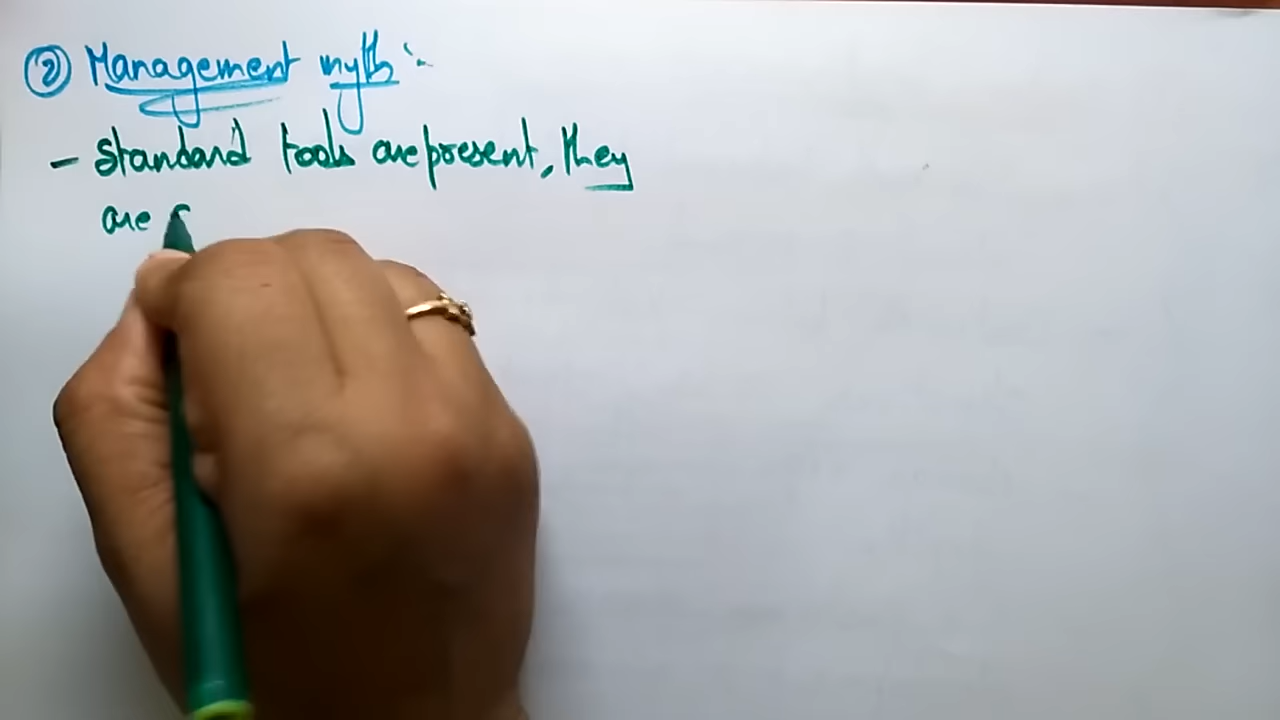 ② Management myth :-
- Standard tools are present, they
are